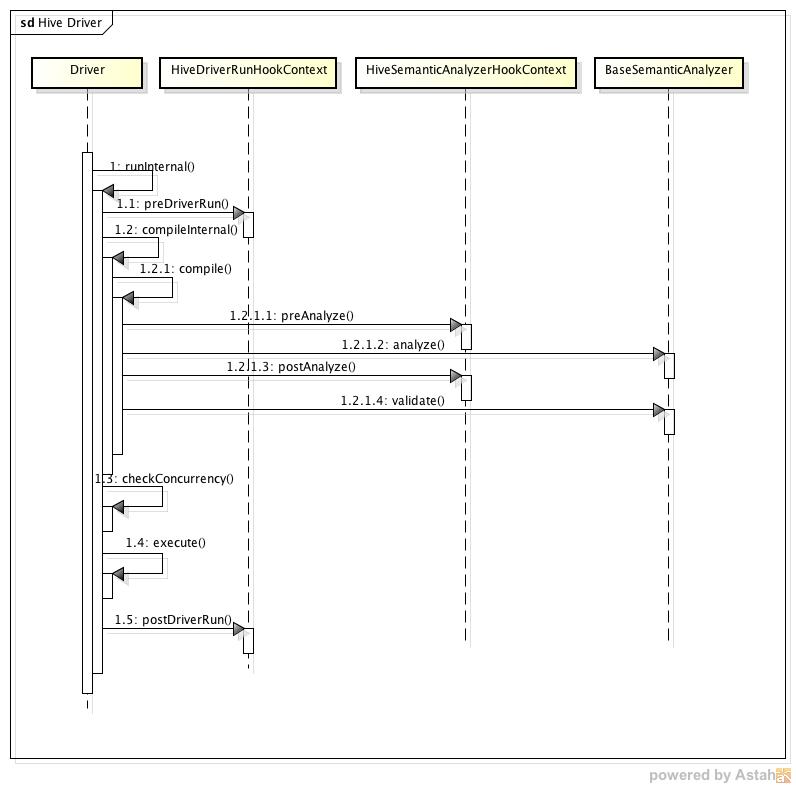 sd Hive Driver
Driver
HiveDriverRunHookContext
HiveSemanticAnalyzerHookContext
BaseSemanticAnalyzer
1: runInternal()
1.1: preDriverRun()
1.2: compileInternal()
1.2.1: compile()
1.2.1.1: preAnalyze()
1.2.1.2: analyze()
1.2.1.3: postAnalyze()
1.2.1.4: validate()
1.3: checkConcurrency()
1.4: execute()
1.5: postDriverRun()
powered by Astah